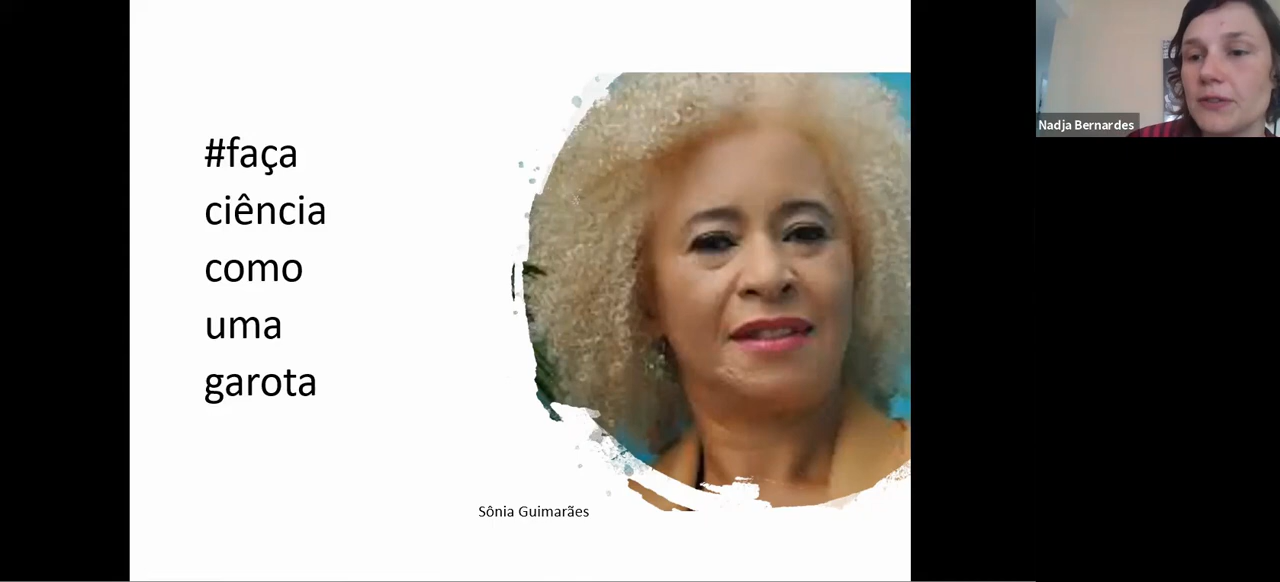 #faça
ciência
como
uma
garota
Sônia Guimarães
Nadja Bernardes